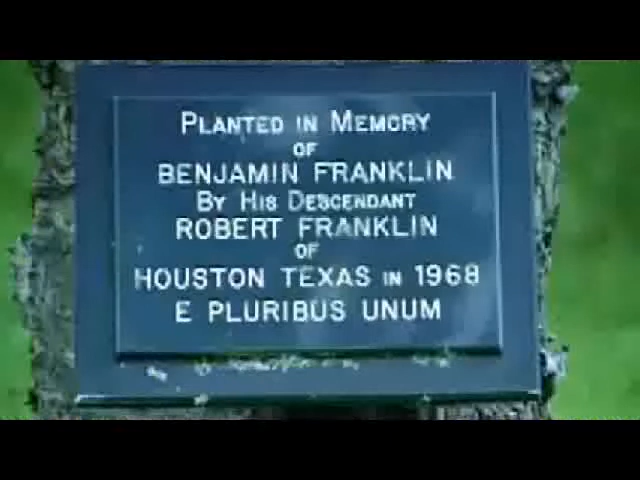 PLANTED IN MEMORY
OF
BENJAMIN FRANKLIN
BY HIS DESCENDANT
ROBERT FRANKLIN
OF
HOUSTON TEXAS IN 1968
E PLURIBUS UNUM